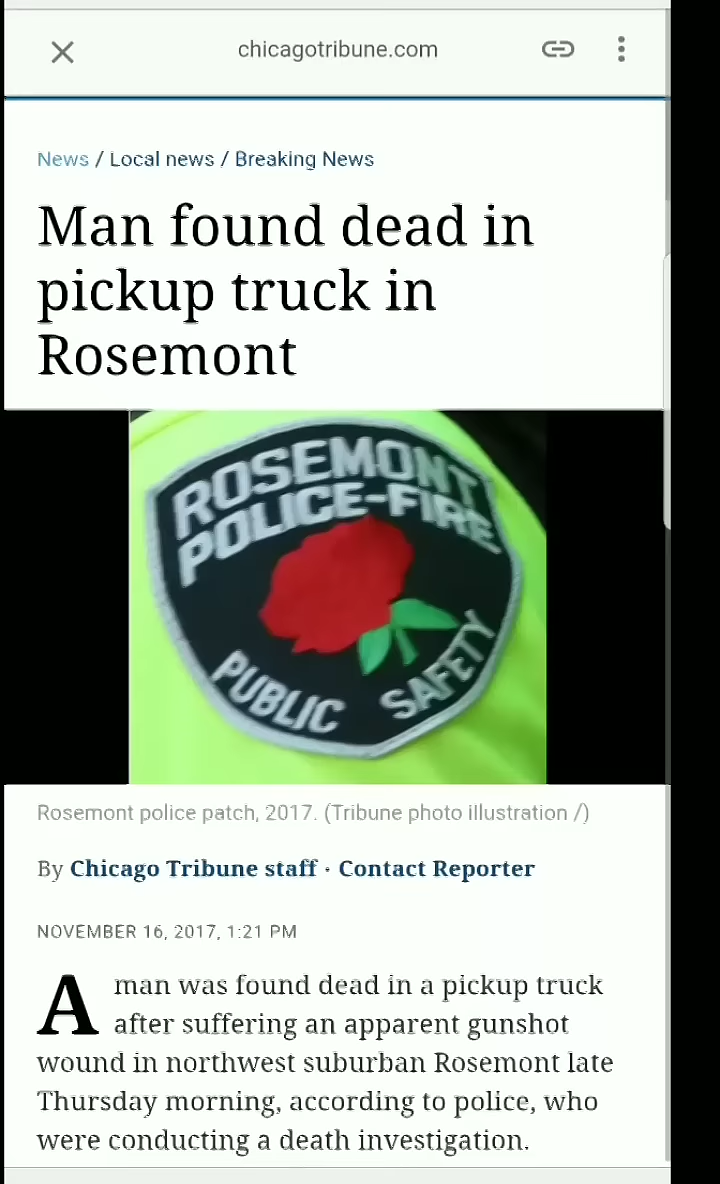 chicagotribune.com
News / Local news / Breaking News
Man found dead in
pickup truck in
Rosemont
ROSEMONT
POLICE-FIRE
PUBLIC SAFETY
Rosemont police patch, 2017. (Tribune photo illustration /)
By Chicago Tribune staff · Contact Reporter
NOVEMBER 16, 2017, 1:21 PM
A man was found dead in a pickup truck
after suffering an apparent gunshot
wound in northwest suburban Rosemont late
Thursday morning, according to police, who
were conducting a death investigation.